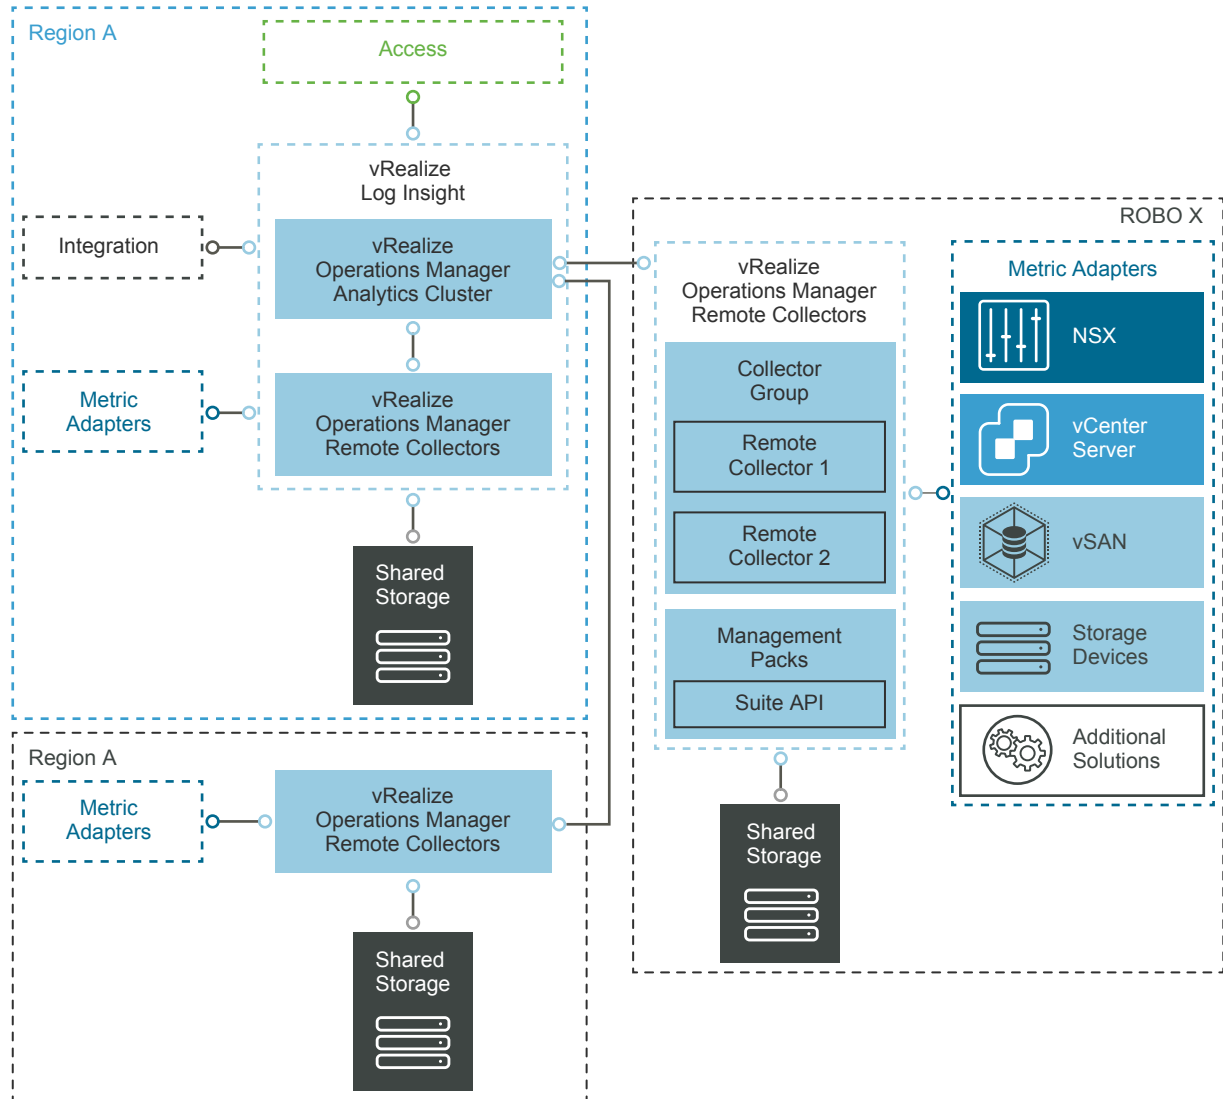 Region A
Access
vRealize
Log Insight
Integration
vRealize
Operations Manager
Analytics Cluster
Metric
Adapters
vRealize
Operations Manager
Remote Collectors
Shared
Storage
Region A
Metric
Adapters
vRealize
Operations Manager
Remote Collectors
Shared
Storage
ROBO X
vRealize
Operations Manager
Remote Collectors
Collector
Group
Remote
Collector 1
Remote
Collector 2
Management
Packs
Suite API
Shared
Storage
Metric Adapters
NSX
vCenter
Server
vSAN
Storage
Devices
Additional
Solutions